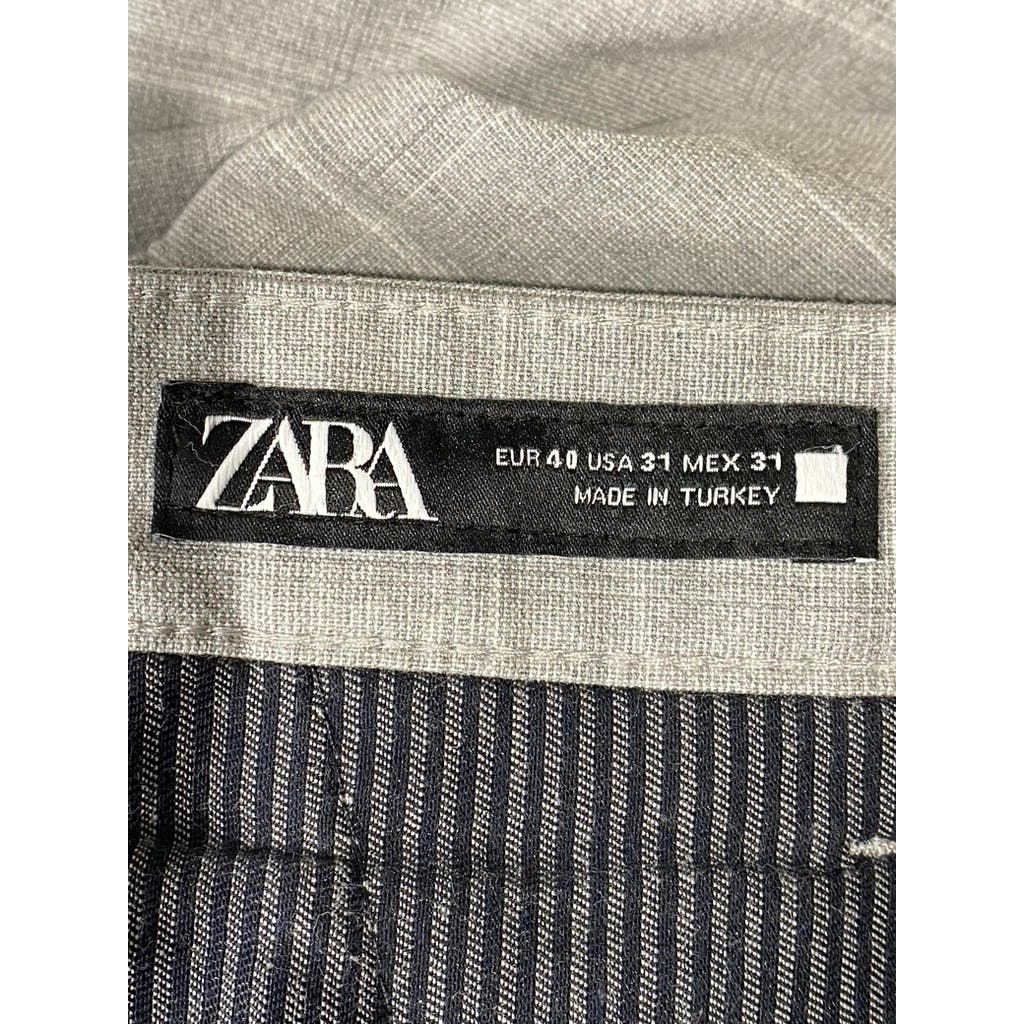 ZARA
EUR 40 USA 31 MEX 31
MADE IN TURKEY